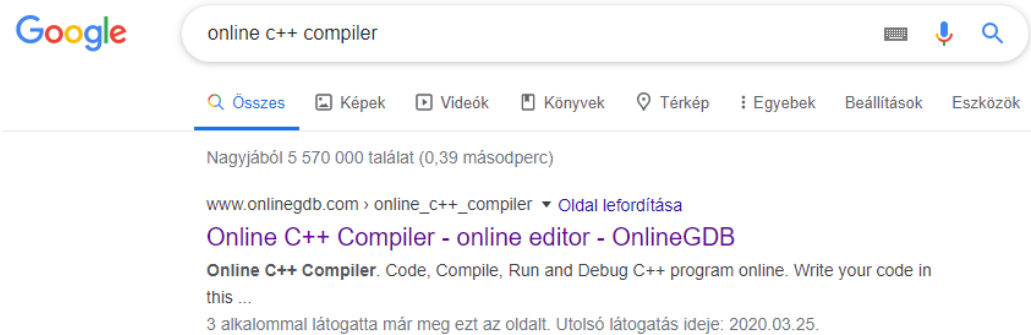 Google
online c++ compiler
Összes Képek Videók Könyvek Térkép Egyebek Beállítások Eszközök
Nagyjából 5 570 000 találat (0,39 másodperc)
www.onlinegdb.com › online_c++_compiler ▼ Oldal lefordítása
Online C++ Compiler - online editor - OnlineGDB
Online C++ Compiler. Code, Compile, Run and Debug C++ program online. Write your code in
this ...
3 alkalommal látogatta már meg ezt az oldalt. Utolsó látogatás ideje: 2020.03.25.